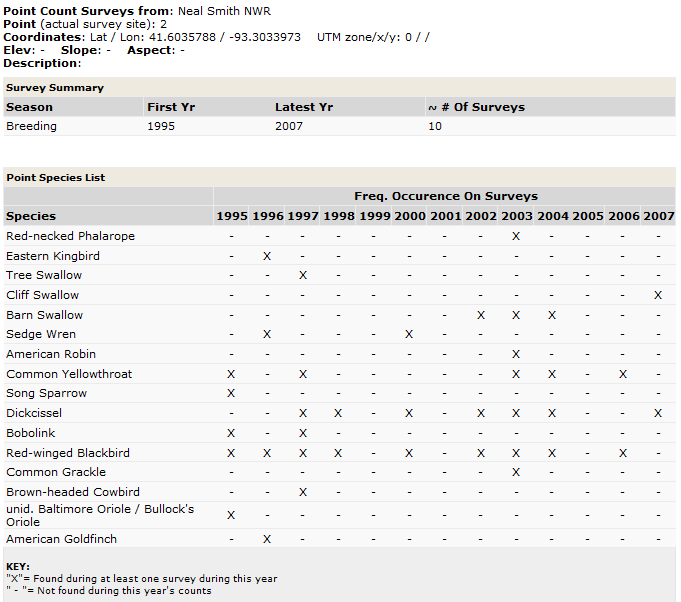 Point Count Surveys from: Neal Smith NWR
Point (actual survey site): 2
Coordinates: Lat / Lon: 41.6035788 / -93.3033973 UTM zone/x/y: 0 / /
Elev: - Slope: - Aspect: -
Description:
Survey Summary
Season First Yr Latest Yr ~ # Of Surveys
Breeding 1995 2007 10
Point Species List
Freq. Occurence On Surveys
Species 1995 1996 1997 1998 1999 2000 2001 2002 2003 2004 2005 2006 2007
Red-necked Phalarope - - - - - - - - X - - - -
Eastern Kingbird - X - - - - - - - - - - -
Tree Swallow - - X - - - - - - - - - -
Cliff Swallow - - - - - - - - - - - - X
Barn Swallow - - - - - - - X X X - - -
Sedge Wren - X - - - X - - - - - - -
American Robin - - - - - - - - X - - - -
Common Yellowthroat X - X - - - - - X X - X -
Song Sparrow X - - - - - - - - - - - -
Dickcissel - - X X - X - X X X - - X
Bobolink X - X - - - - - - - - - -
Red-winged Blackbird X X X X - X - X X X - X -
Common Grackle - - - - - - - - X - - - -
Brown-headed Cowbird - - X - - - - - - - - - -
unid. Baltimore Oriole / Bullock's
Oriole X - - - - - - - - - - - -
American Goldfinch - X - - - - - - - - - - -
KEY:
"X"= Found during at least one survey during this year
" - "= Not found during this year's counts